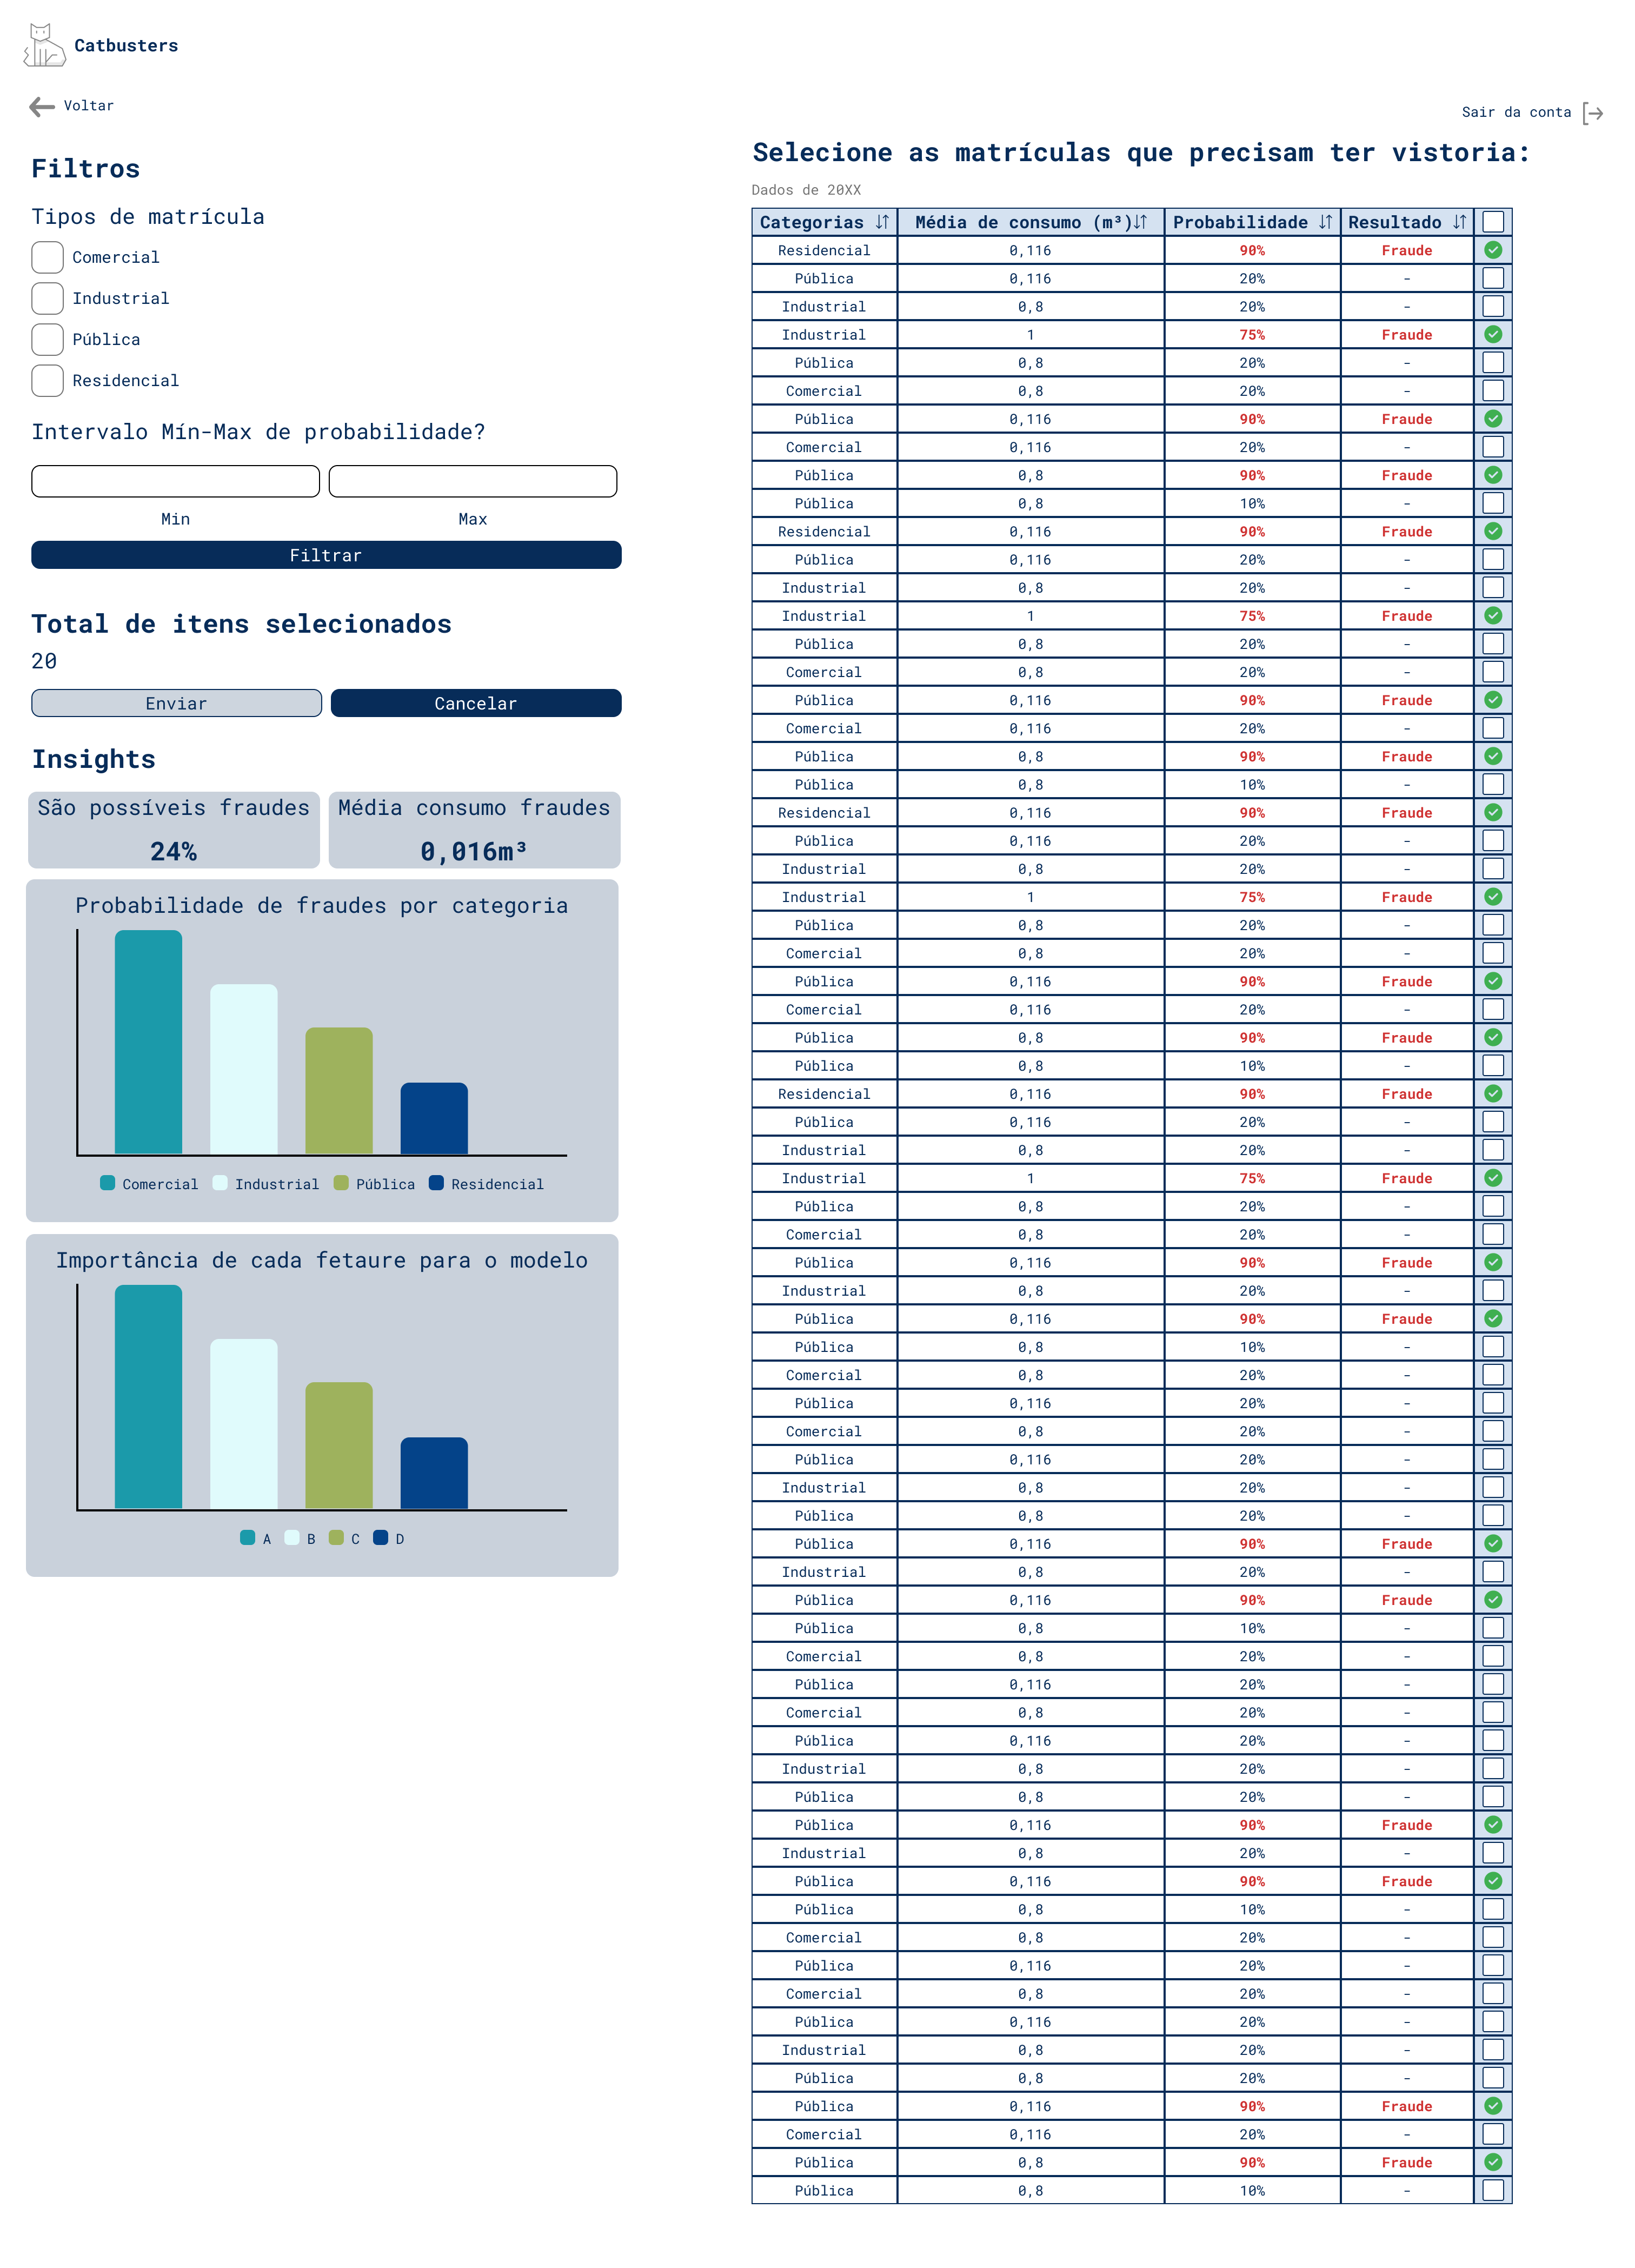 Catbusters
Voltar
Sair da conta
Filtros
Tipos de matrícula
Comercial
Industrial
Pública
Residencial
Intervalo Mín-Max de probabilidade?
Min Max
Filtrar
Total de itens selecionados
20
Enviar Cancelar
Insights
São possíveis fraudes Média consumo fraudes
24% 0,016m³
Probabilidade de fraudes por categoria
Comercial Industrial Pública Residencial
Importância de cada fetaure para o modelo
A B C D
Selecione as matrículas que precisam ter vistoria:
Dados de 20XX
Categorias Média de consumo (m³) Probabilidade Resultado
Residencial 0,116 90% Fraude
Pública 0,116 20% -
Industrial 0,8 20% -
Industrial 1 75% Fraude
Pública 0,8 20% -
Comercial 0,8 20% -
Pública 0,116 90% Fraude
Comercial 0,116 20% -
Pública 0,8 90% Fraude
Pública 0,8 10% -
Residencial 0,116 90% Fraude
Pública 0,116 20% -
Industrial 0,8 20% -
Industrial 1 75% Fraude
Pública 0,8 20% -
Comercial 0,8 20% -
Pública 0,116 90% Fraude
Comercial 0,116 20% -
Pública 0,8 90% Fraude
Pública 0,8 10% -
Residencial 0,116 90% Fraude
Pública 0,116 20% -
Industrial 0,8 20% -
Industrial 1 75% Fraude
Pública 0,8 20% -
Comercial 0,8 20% -
Pública 0,116 90% Fraude
Comercial 0,116 20% -
Pública 0,8 90% Fraude
Pública 0,8 10% -
Residencial 0,116 90% Fraude
Pública 0,116 20% -
Industrial 0,8 20% -
Industrial 1 75% Fraude
Pública 0,8 20% -
Comercial 0,8 20% -
Pública 0,116 90% Fraude
Industrial 0,8 20% -
Pública 0,116 90% Fraude
Pública 0,8 10% -
Comercial 0,8 20% -
Pública 0,116 20% -
Comercial 0,8 20% -
Pública 0,116 20% -
Industrial 0,8 20% -
Pública 0,8 20% -
Pública 0,116 90% Fraude
Industrial 0,8 20% -
Pública 0,116 90% Fraude
Pública 0,8 10% -
Comercial 0,8 20% -
Pública 0,116 20% -
Comercial 0,8 20% -
Pública 0,116 20% -
Industrial 0,8 20% -
Pública 0,8 20% -
Pública 0,116 90% Fraude
Industrial 0,8 20% -
Pública 0,116 90% Fraude
Pública 0,8 10% -
Comercial 0,8 20% -
Pública 0,116 20% -
Comercial 0,8 20% -
Pública 0,116 20% -
Industrial 0,8 20% -
Pública 0,8 20% -
Pública 0,116 90% Fraude
Comercial 0,116 20% -
Pública 0,8 90% Fraude
Pública 0,8 10% -